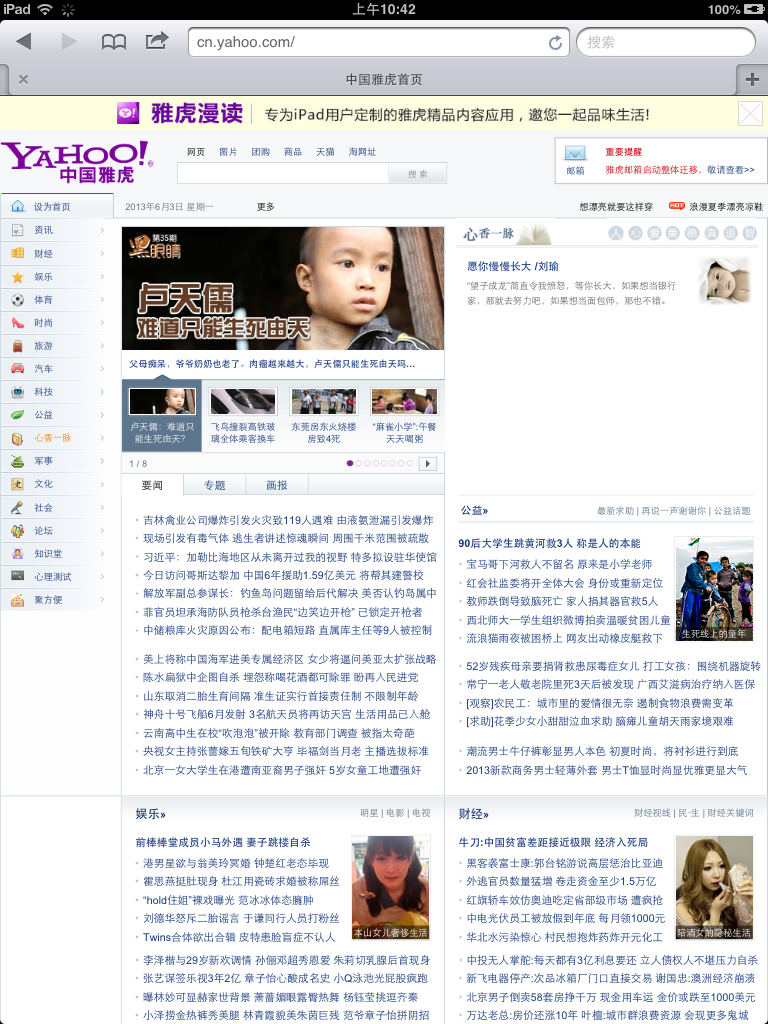 iPad 上午10:42 100%
cn.yahoo.com/ 搜索
中国雅虎首页
雅虎漫读 专为iPad用户定制的雅虎精品内容应用，邀您一起品味生活!
YAHOO!
中国雅虎
网页 图片 团购 商品 天猫 淘网址
搜 索
邮箱
重要提醒
雅虎邮箱启动整体迁移，敬请查看>>
设为首页
2013年6月3日 星期一 更多 想漂亮就要这样穿 HOT 浪漫夏季漂亮凉鞋
资讯
财经
娱乐
体育
时尚
旅游
汽车
科技
公益
心香一脉
军事
文化
社会
论坛
知识堂
心理测试
聚方便
第35期
黑眼睛
卢天儒
难道只能生死由天
父母痴呆，爷爷奶奶也老了。肉瘤越来越大，卢天儒只能生死由天吗...
卢天儒：难道只能生死由天?
飞鸟撞裂高铁玻璃全体乘客换车
东莞房东火烧楼房致4死
“麻雀小学”:午餐天天喝粥
1 / 8
要闻 专题 画报
吉林禽业公司爆炸引发火灾致119人遇难 由液氨泄漏引发爆炸
现场引发有毒气体 逃生者讲述惊魂瞬间 周围千米范围被疏散
习近平：加勒比海地区从未离开过我的视野 特多拟设驻华使馆
今日访问哥斯达黎加 中国6年援助1.59亿美元 将帮其建警校
解放军副总参谋长：钓鱼岛问题留给后代解决 美否认钓岛属中
菲官员坦承海防队员枪杀台渔民“边笑边开枪” 已锁定开枪者
中储粮库火灾原因公布：配电箱短路 直属库主任等9人被控制
美上将称中国海军进美专属经济区 女少将逼问美亚太扩张战略
陈水扁狱中企图自杀 埋怨称喝花酒都可除罪 盼再入民进党
山东取消二胎生育间隔 准生证实行首接责任制 不限制年龄
神舟十号飞船6月发射 3名航天员将再访天宫 生活用品已入舱
云南高中生在校“吹泡泡”被开除 教育部门调查 被指太奇葩
央视女主持张蕾嫁五旬铁矿大亨 毕福剑当月老 主播选拔标准
北京一女大学生在港遭南亚裔男子强奸 5岁女童工地遭强奸
心香一脉
愿你慢慢长大 /刘瑜
“望子成龙”简直令我愤怒，等你长大，如果想当银行家，那就去努力吧，如果想当面包师，那也不错。
公益» 最新求助 | 再说一声谢谢你 | 公益话题
90后大学生跳黄河救3人 称是人的本能
宝马哥下河救人不留名 原来是小学老师
红会社监委将开全体大会 身份或重新定位
教师跌倒导致脑死亡 家人捐其器官救5人
西北师大一学生组织微博拍卖温暖贫困儿童
流浪猫雨夜被困桥上 网友出动橡皮艇救下
生死线上的童年
52岁残疾母亲要捐肾救患尿毒症女儿 打工女孩：围绕机器旋转
常宁一老人敬老院里死3天后被发现 广西艾滋病治疗纳入医保
[观察]农民工：城市里的爱情很无奈 遏制食物浪费需变革
[求助]花季少女小甜甜泣血求助 脑瘫儿童胡天雨家境艰难
潮流男士牛仔裤彰显男人本色 初夏时尚，将衬衫进行到底
2013新款商务男士轻薄外套 男士T恤显时尚显优雅更显大气
娱乐» 明星 | 电影 | 电视
前棒棒堂成员小马外遇 妻子跳楼自杀
港男星欲与翁美玲冥婚 钟楚红老态毕现
霍思燕挺肚现身 杜江用瓷砖求婚被称屌丝
“hold住姐”裸戏曝光 范冰冰体态臃肿
刘德华怒斥二胎谣言 于谦同行人员打粉丝
Twins合体欲出合辑 皮特患脸盲症不认人
本山女儿奢侈生活
李泽楷与29岁新欢调情 孙俪邓超秀恩爱 朱莉切乳腺后首现身
张艺谋签乐视3年2亿 章子怡心酸成名史 小Q泳池光屁股疯跑
曝林妙可显赫家世背景 萧蔷媚眼露臀热舞 杨钰莹挑逗齐秦
小泽捞金热裤秀美腿 林青霞貌美朱茵巨残 范爷章子怡拼阴招
财经» 财经视线 | 民·生 | 财经关键词
牛刀:中国贫富差距接近极限 经济入死局
黑客袭富士康:郭台铭游说高层惩治比亚迪
外逃官员数量猛增 卷走资金至少1.5万亿
红旗轿车效仿奥迪吃定省部级市场 遭疯抢
中电光伏员工被放假到年底 每月领1000元
华北水污染惊心 村民想抱炸药炸开元化工
陪酒女的隐秘生活
中投无人掌舵:每天都有3亿利息要还 立人债权人不堪压力自杀
新飞电器停产:次品冰箱厂门口直接交易 谢国忠:澳洲经济崩溃
北京男子倒卖58套房挣千万 现金用车运 金价或跌至1000美元
万达老总:房价还涨10年 叶檀:城市群浪费资源 会现更多鬼城